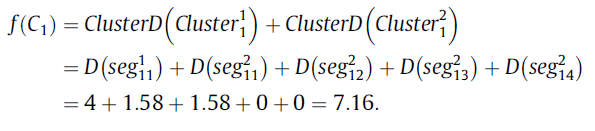 f(C₁) = ClusterD(Cluster₁¹) + ClusterD(Cluster₁²)
= D(seg₁₁¹) + D(seg₁₁²) + D(seg₁₂²) + D(seg₁₃²) + D(seg₁₄²)
= 4 + 1.58 + 1.58 + 0 + 0 = 7.16.